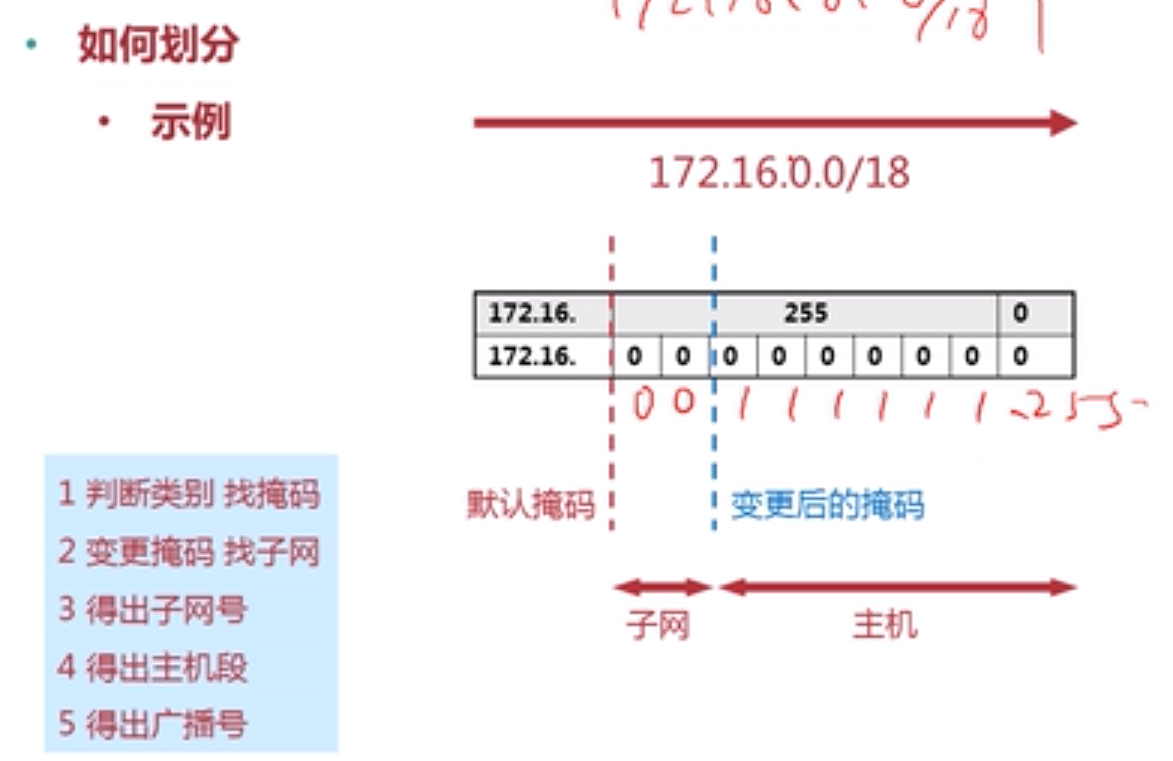 如何划分
示例
172.16.0.0/18
172.16. 255 0
172.16. 0 0 0 0 0 0 0 0 0
0 0 1 1 1 1 1 1 .255
默认掩码 变更后的掩码
子网 主机
1 判断类别 找掩码
2 变更掩码 找子网
3 得出子网号
4 得出主机段
5 得出广播号